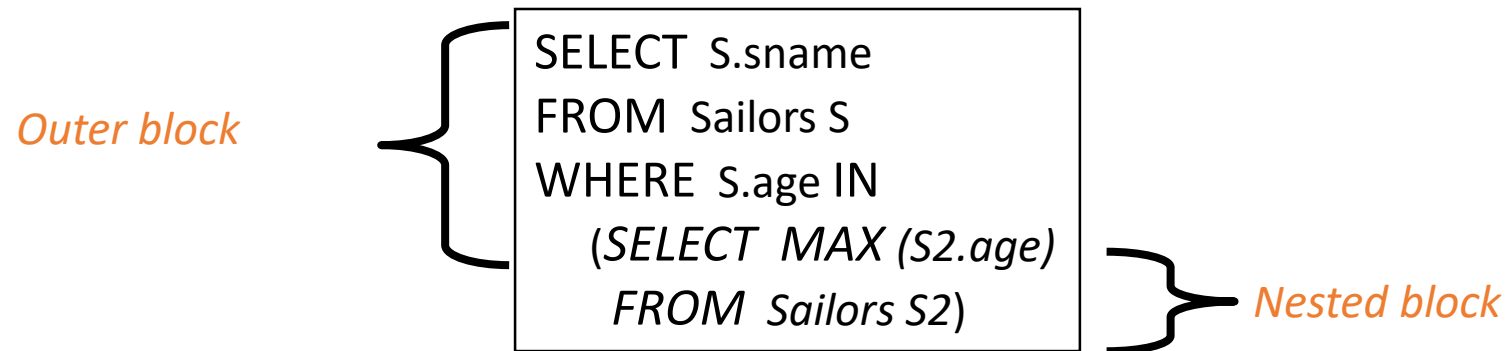 Outer block
SELECT S.sname
FROM Sailors S
WHERE S.age IN
(SELECT MAX (S2.age)
FROM Sailors S2)
Nested block